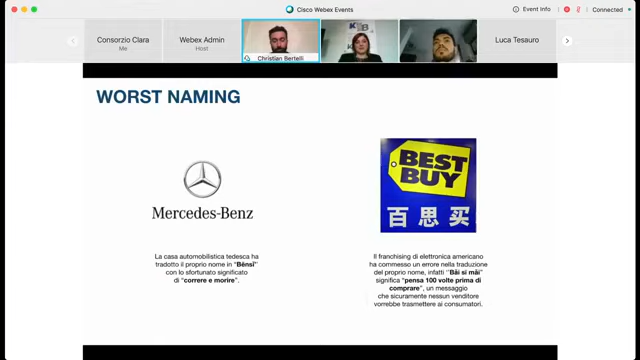 Cisco Webex Events
Event Info
Connected
Consorzio Clara
Me
Webex Admin
Host
Christian Bertelli
Luca Tesauro
WORST NAMING
Mercedes-Benz
BEST
BUY
百思买
La casa automobilistica tedesca ha
tradotto il proprio nome in “Bēnsǐ”
con lo sfortunato significato
di “correre e morire”.
Il franchising di elettronica americano
ha commesso un errore nella traduzione
del proprio nome, infatti “Bǎi si mǎi”
significa “pensa 100 volte prima di
comprare”, un messaggio
che sicuramente nessun venditore
vorrebbe trasmettere ai consumatori.